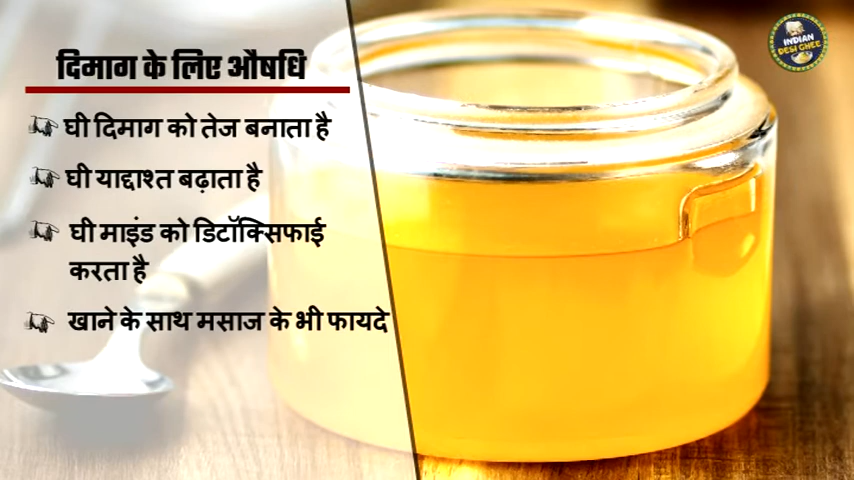 दिमाग के लिए औषधि
घी दिमाग को तेज बनाता है
घी याद्दाश्त बढ़ाता है
घी माइंड को डिटॉक्सिफाई
करता है
खाने के साथ मसाज के भी फायदे
INDIAN
DESI GHEE